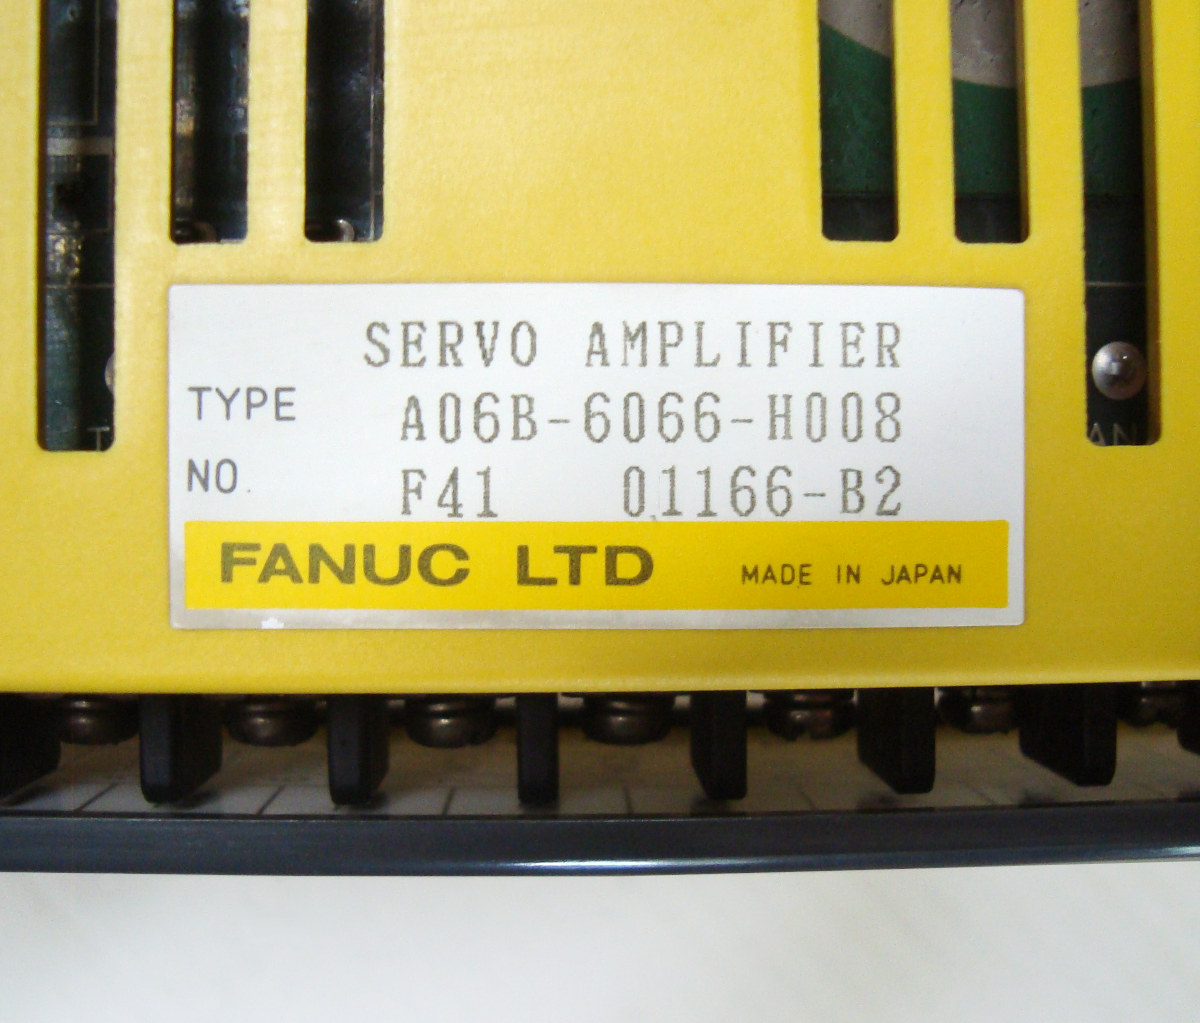 SERVO AMPLIFIER
TYPE A06B-6066-H008
NO. F41 01166-B2
FANUC LTD MADE IN JAPAN